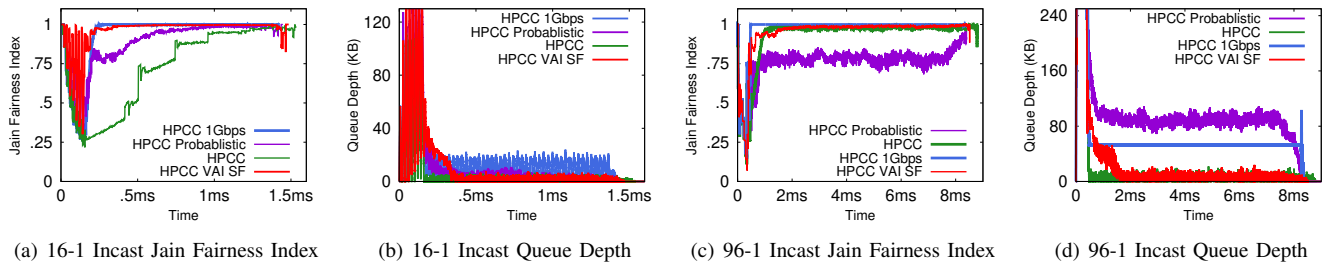 Jain Fairness Index
1
.75
.5
.25
0
HPCC 1Gbps
HPCC Probablistic
HPCC
HPCC VAI SF
0
.5ms
1ms
1.5ms
Time
(a) 16-1 Incast Jain Fairness Index
Queue Depth (KB)
120
80
40
0
HPCC 1Gbps
HPCC Probablistic
HPCC
HPCC VAI SF
0
.5ms
1ms
1.5ms
Time
(b) 16-1 Incast Queue Depth
Jain Fairness Index
1
.75
.5
.25
0
HPCC Probablistic
HPCC
HPCC 1Gbps
HPCC VAI SF
0
2ms
4ms
6ms
8ms
Time
(c) 96-1 Incast Jain Fairness Index
Queue Depth (KB)
240
160
80
0
HPCC Probablistic
HPCC
HPCC 1Gbps
HPCC VAI SF
0
2ms
4ms
6ms
8ms
Time
(d) 96-1 Incast Queue Depth